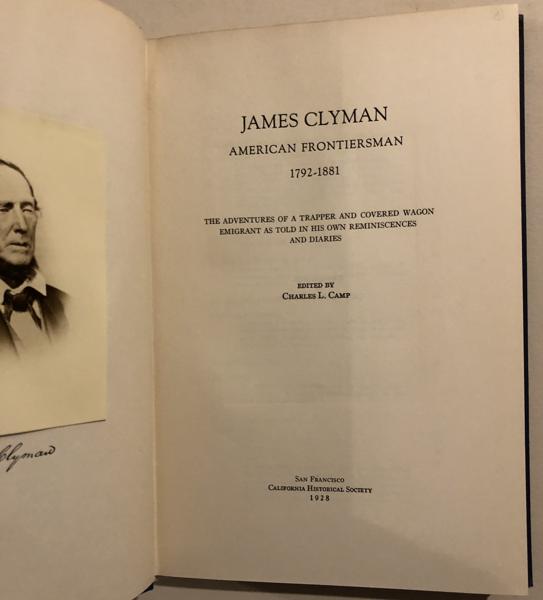 Clyman
JAMES CLYMAN
AMERICAN FRONTIERSMAN
1792-1881
THE ADVENTURES OF A TRAPPER AND COVERED WAGON
EMIGRANT AS TOLD IN HIS OWN REMINISCENCES
AND DIARIES
EDITED BY
CHARLES L. CAMP
SAN FRANCISCO
CALIFORNIA HISTORICAL SOCIETY
1928